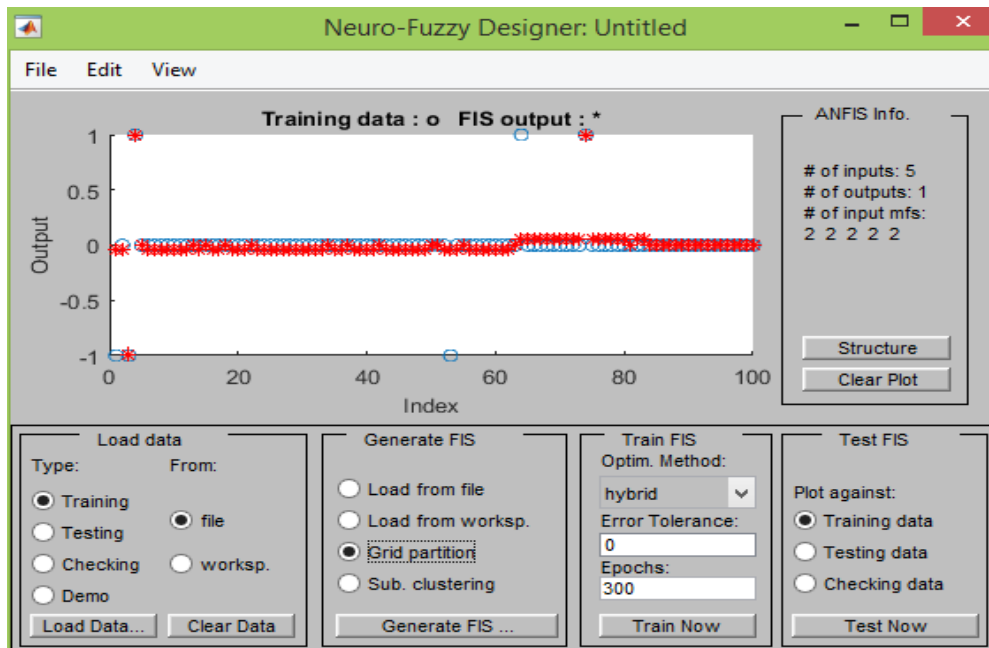 Neuro-Fuzzy Designer: Untitled
File Edit View
Training data : o FIS output : *
1
0.5
0
-0.5
-1
Output
0 20 40 60 80 100
Index
ANFIS Info.
# of inputs: 5
# of outputs: 1
# of input mfs:
2 2 2 2 2
Structure
Clear Plot
Load data
Type: From:
Training
Testing
Checking
Demo
file
worksp.
Load Data... Clear Data
Generate FIS
Load from file
Load from worksp.
Grid partition
Sub. clustering
Generate FIS ...
Train FIS
Optim. Method:
hybrid
Error Tolerance:
0
Epochs:
300
Train Now
Test FIS
Plot against:
Training data
Testing data
Checking data
Test Now